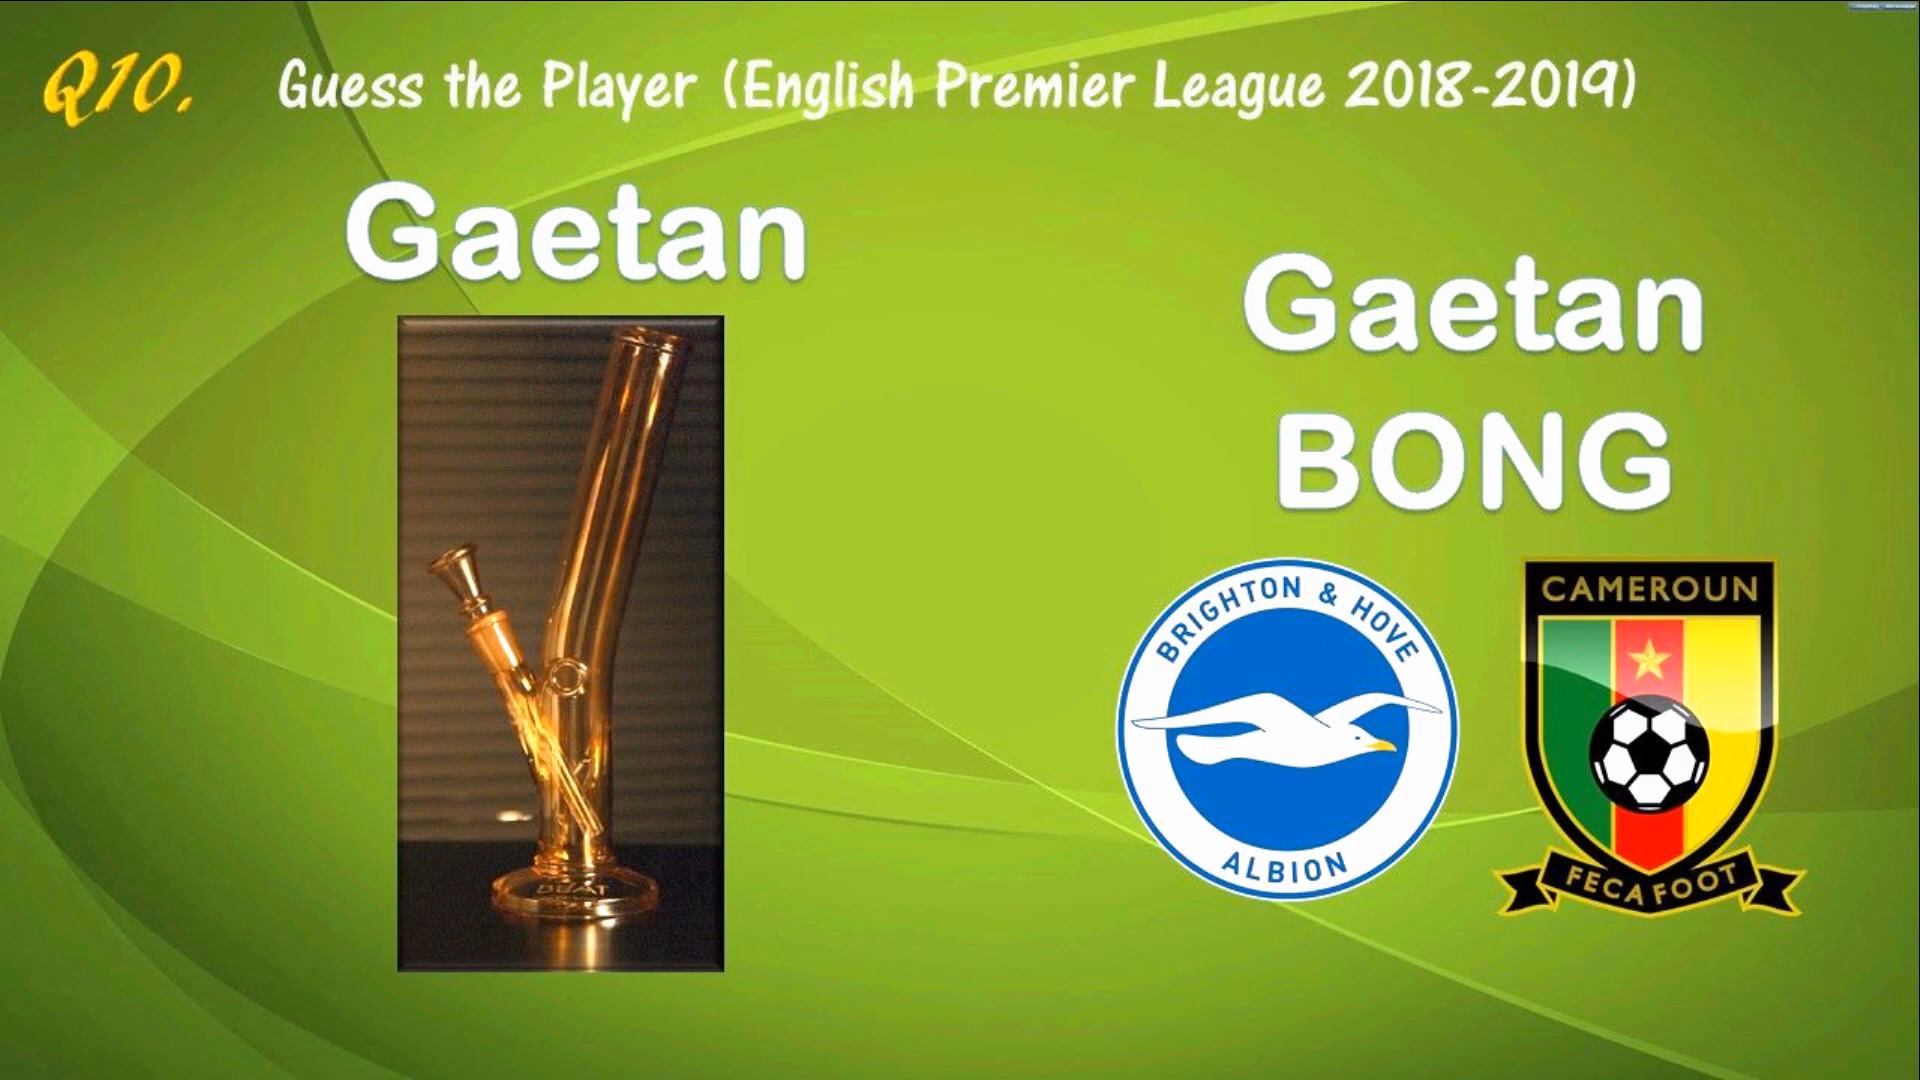 Q10.
Guess the Player (English Premier League 2018-2019)
Gaetan
Gaetan
BONG
BRIGHTON & HOVE
ALBION
CAMEROUN
FECAFOOT